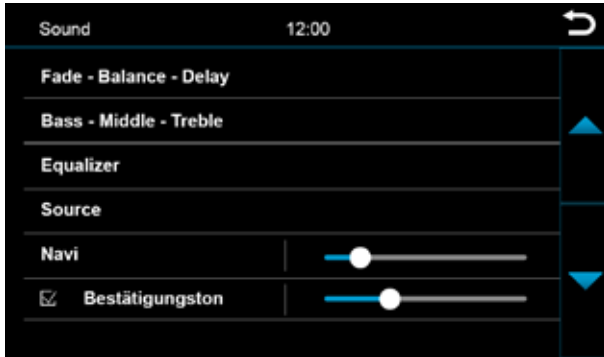 Sound 12:00
Fade - Balance - Delay
Bass - Middle - Treble
Equalizer
Source
Navi
Bestätigungston